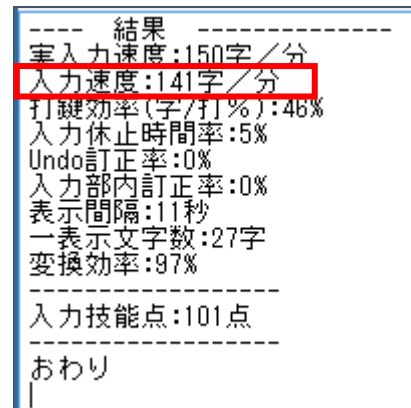 ---- 結果 --------------
実入力速度:150字／分
入力速度:141字／分
打鍵効率(字/打%):46%
入力休止時間率:5%
Undo訂正率:0%
入力部内訂正率:0%
表示間隔:11秒
一表示文字数:27字
変換効率:97%
------------------
入力技能点:101点
------------------
おわり